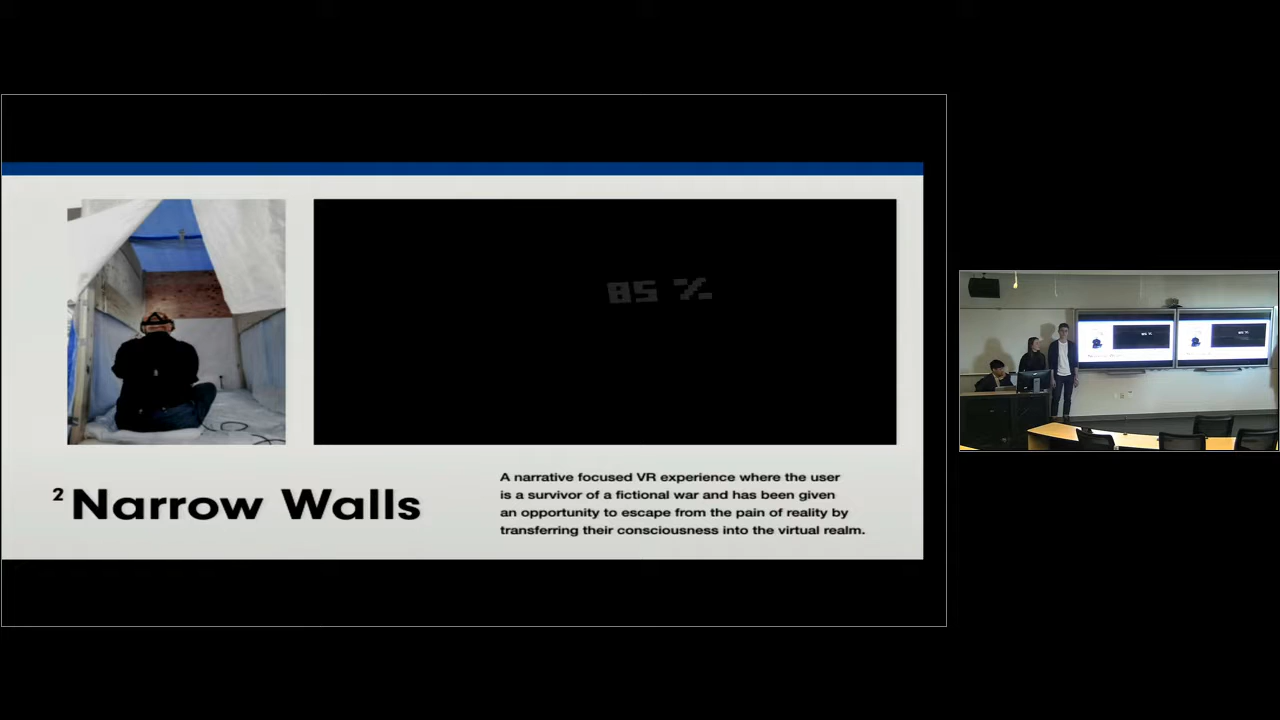 85 %
² Narrow Walls
A narrative focused VR experience where the user
is a survivor of a fictional war and has been given
an opportunity to escape from the pain of reality by
transferring their consciousness into the virtual realm.